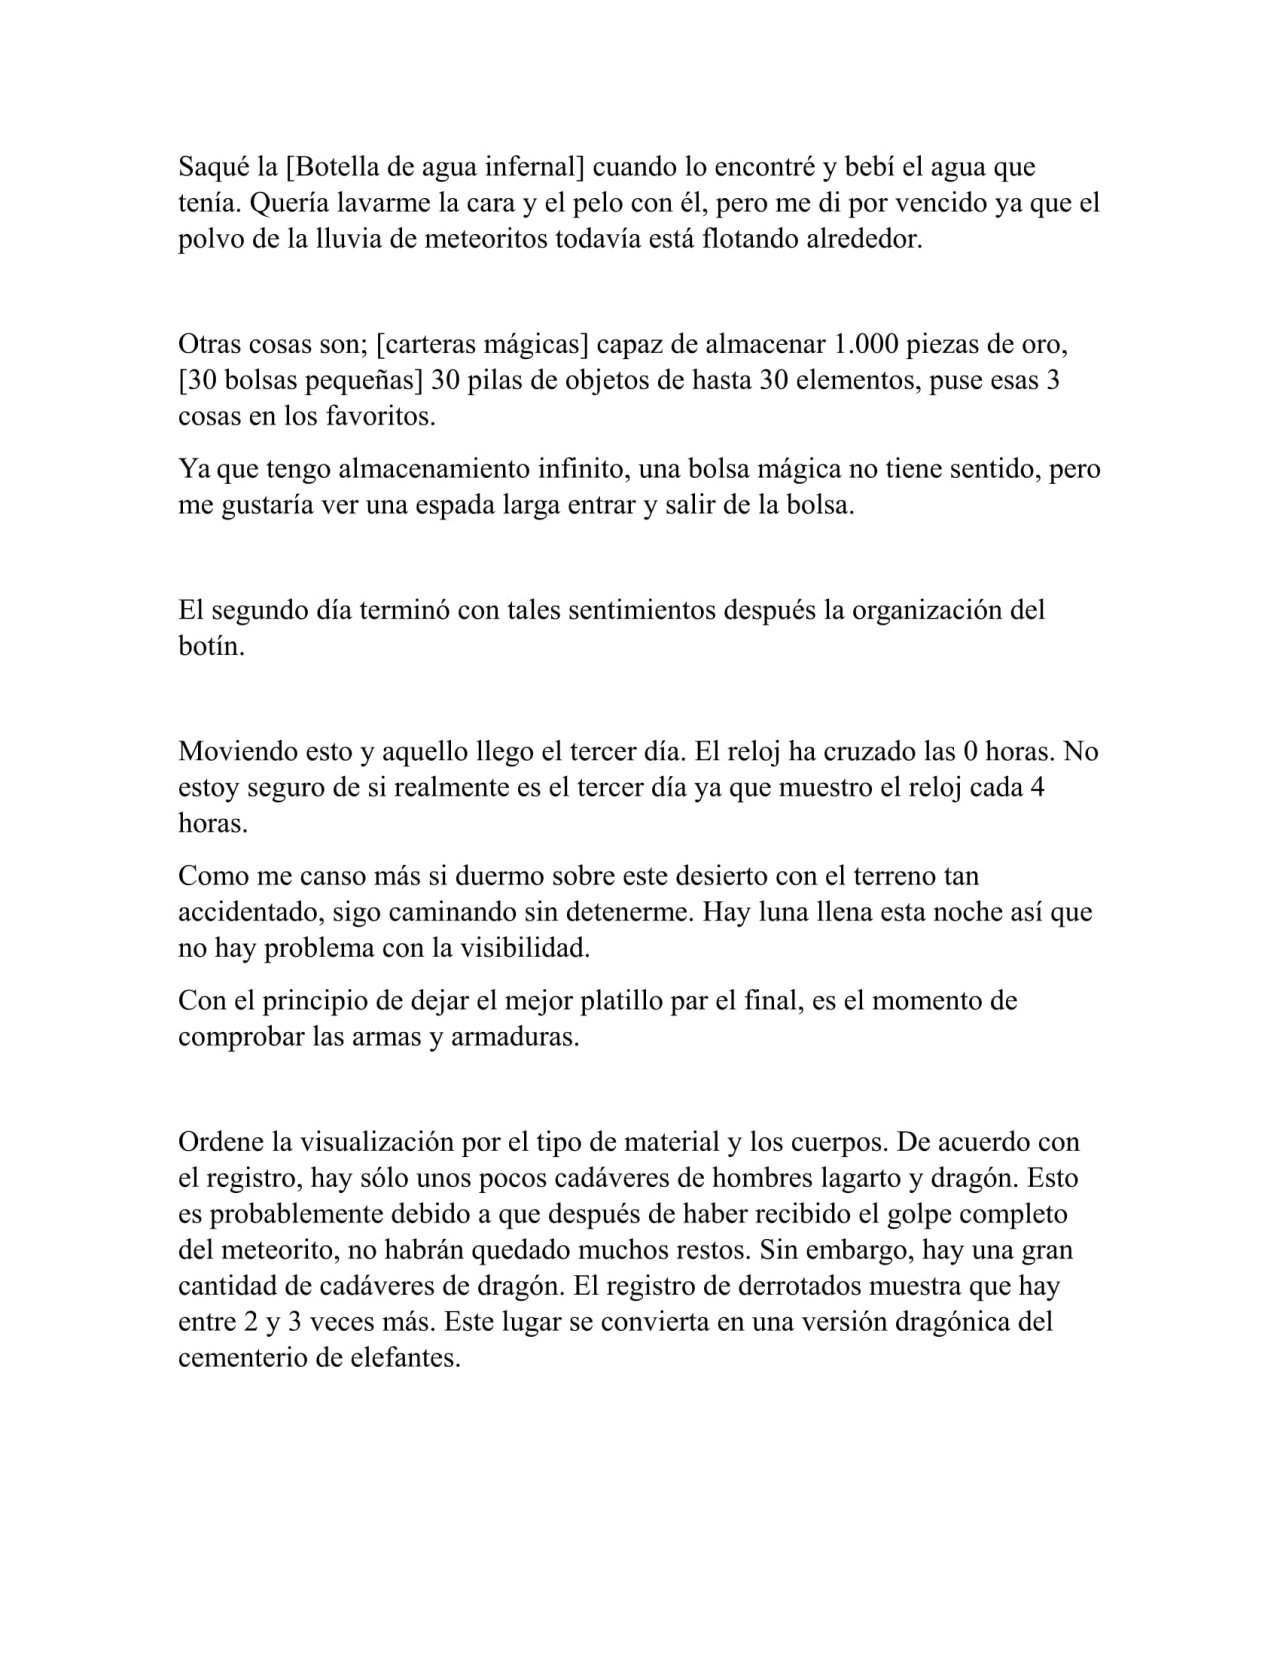 Saqué la [Botella de agua infernal] cuando lo encontré y bebí el agua que
tenía. Quería lavarme la cara y el pelo con él, pero me di por vencido ya que el
polvo de la lluvia de meteoritos todavía está flotando alrededor.
Otras cosas son; [carteras mágicas] capaz de almacenar 1.000 piezas de oro,
[30 bolsas pequeñas] 30 pilas de objetos de hasta 30 elementos, puse esas 3
cosas en los favoritos.
Ya que tengo almacenamiento infinito, una bolsa mágica no tiene sentido, pero
me gustaría ver una espada larga entrar y salir de la bolsa.
El segundo día terminó con tales sentimientos después la organización del
botín.
Moviendo esto y aquello llego el tercer día. El reloj ha cruzado las 0 horas. No
estoy seguro de si realmente es el tercer día ya que muestro el reloj cada 4
horas.
Como me canso más si duermo sobre este desierto con el terreno tan
accidentado, sigo caminando sin detenerme. Hay luna llena esta noche así que
no hay problema con la visibilidad.
Con el principio de dejar el mejor platillo par el final, es el momento de
comprobar las armas y armaduras.
Ordene la visualización por el tipo de material y los cuerpos. De acuerdo con
el registro, hay sólo unos pocos cadáveres de hombres lagarto y dragón. Esto
es probablemente debido a que después de haber recibido el golpe completo
del meteorito, no habrán quedado muchos restos. Sin embargo, hay una gran
cantidad de cadáveres de dragón. El registro de derrotados muestra que hay
entre 2 y 3 veces más. Este lugar se convierta en una versión dragónica del
cementerio de elefantes.